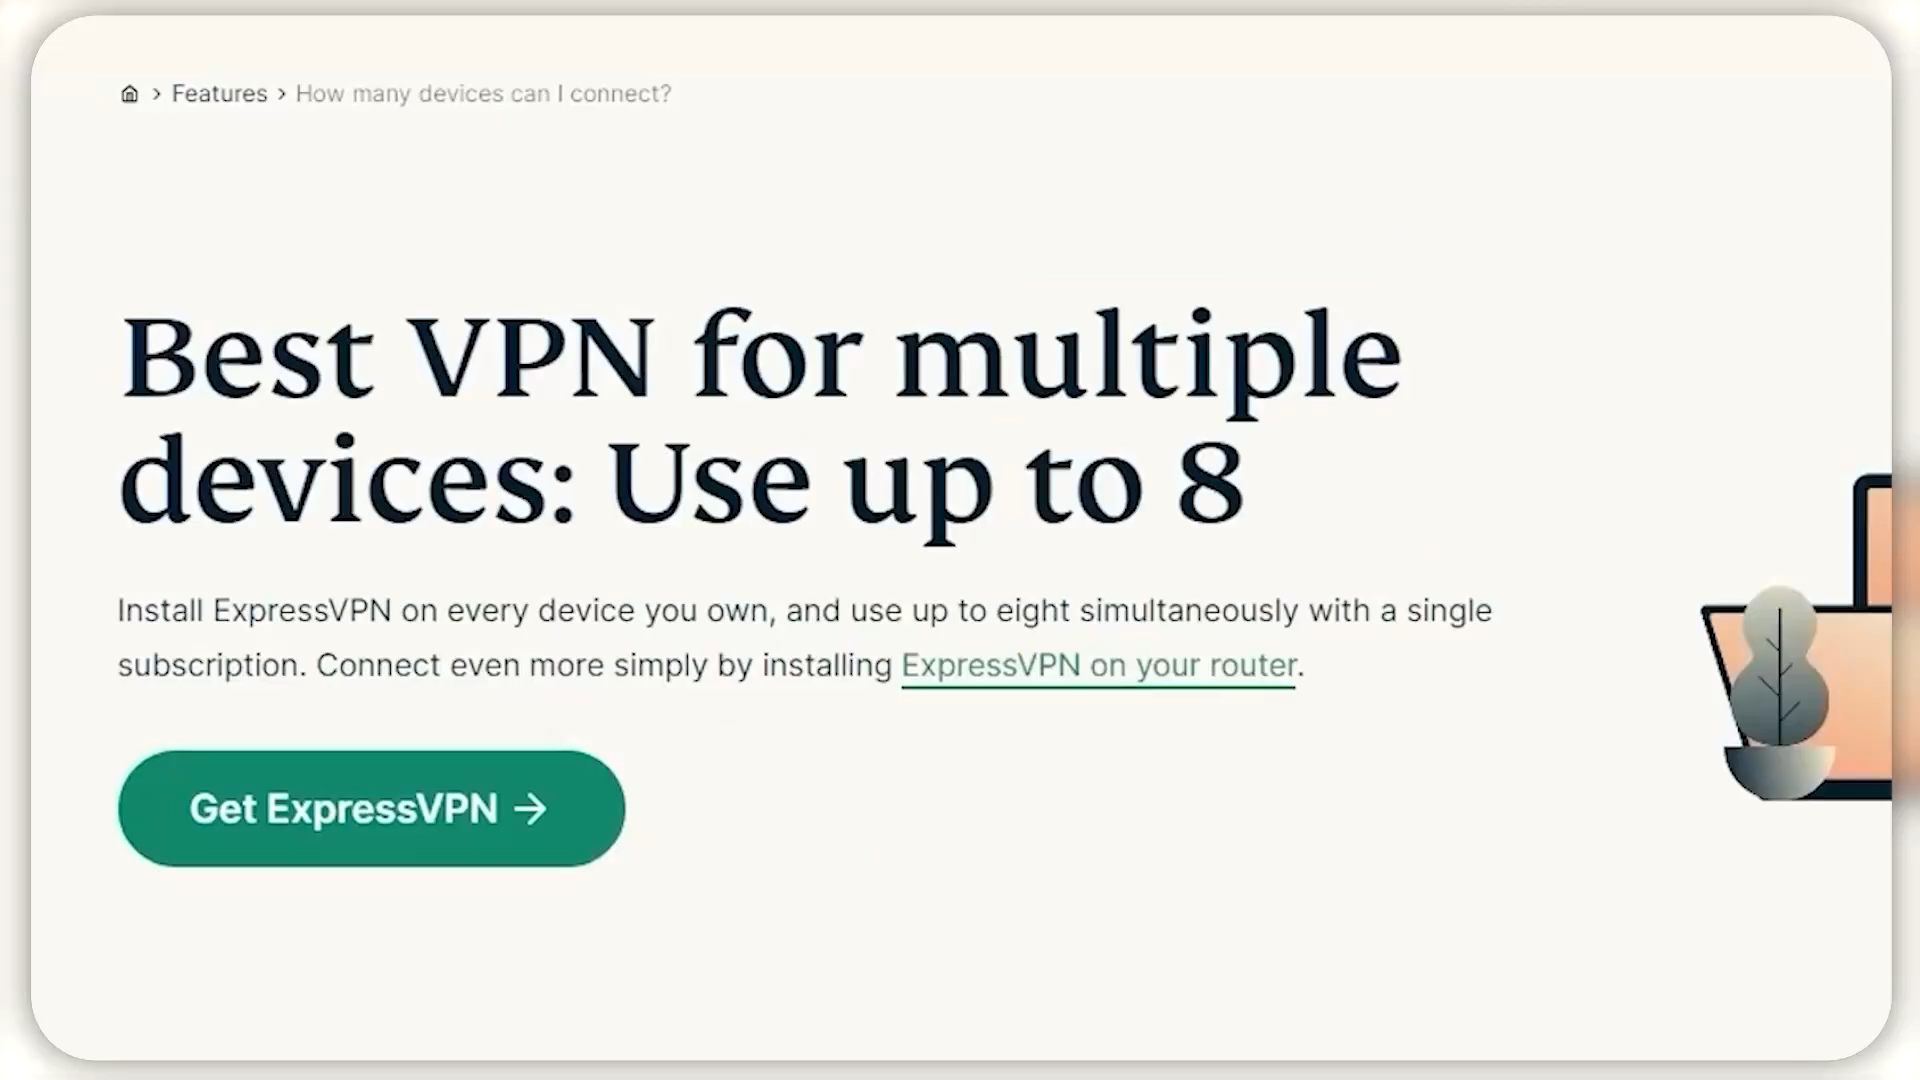 Features > How many devices can I connect?
Best VPN for multiple
devices: Use up to 8
Install ExpressVPN on every device you own, and use up to eight simultaneously with a single
subscription. Connect even more simply by installing ExpressVPN on your router.
Get ExpressVPN →